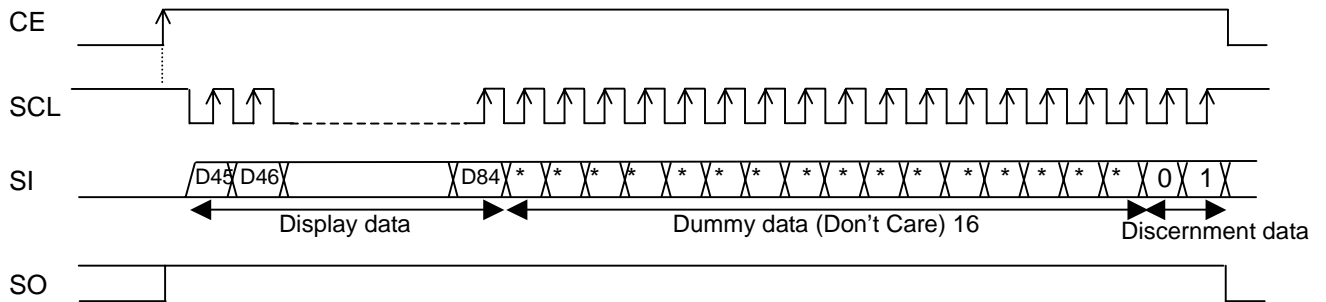 CE
SCL
SI D45 D46 D84 * * * * * * * * * * * * * * * * 0 1
Display data Dummy data (Don't Care) 16 Discernment data
SO